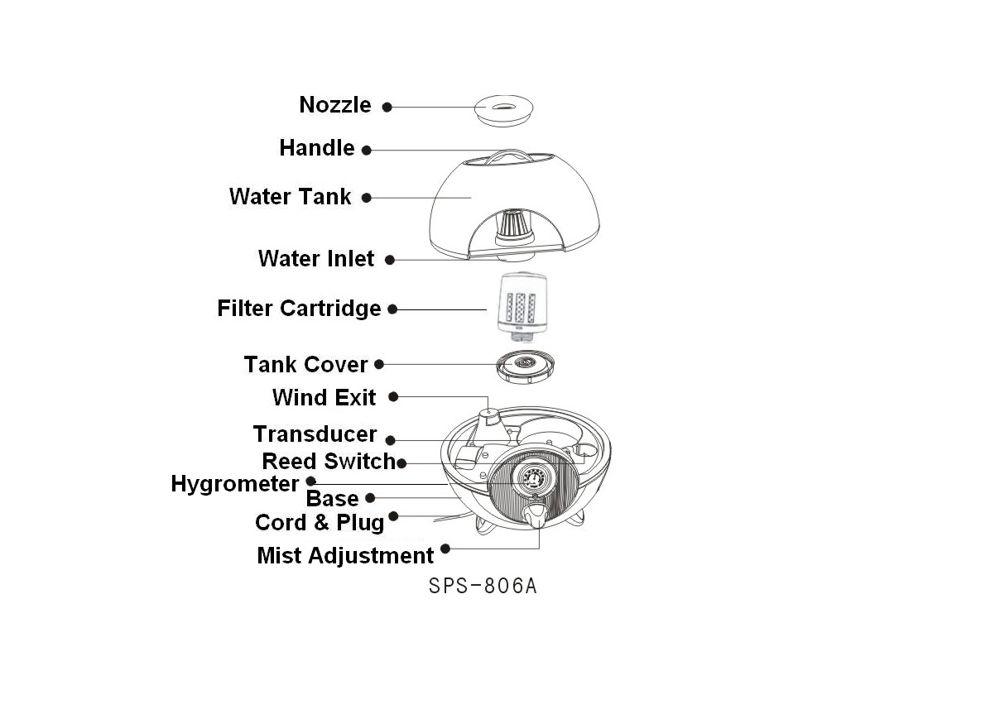 Nozzle
Handle
Water Tank
Water Inlet
Filter Cartridge
Tank Cover
Wind Exit
Transducer
Reed Switch
Hygrometer
Base
Cord & Plug
Mist Adjustment
SPS-806A